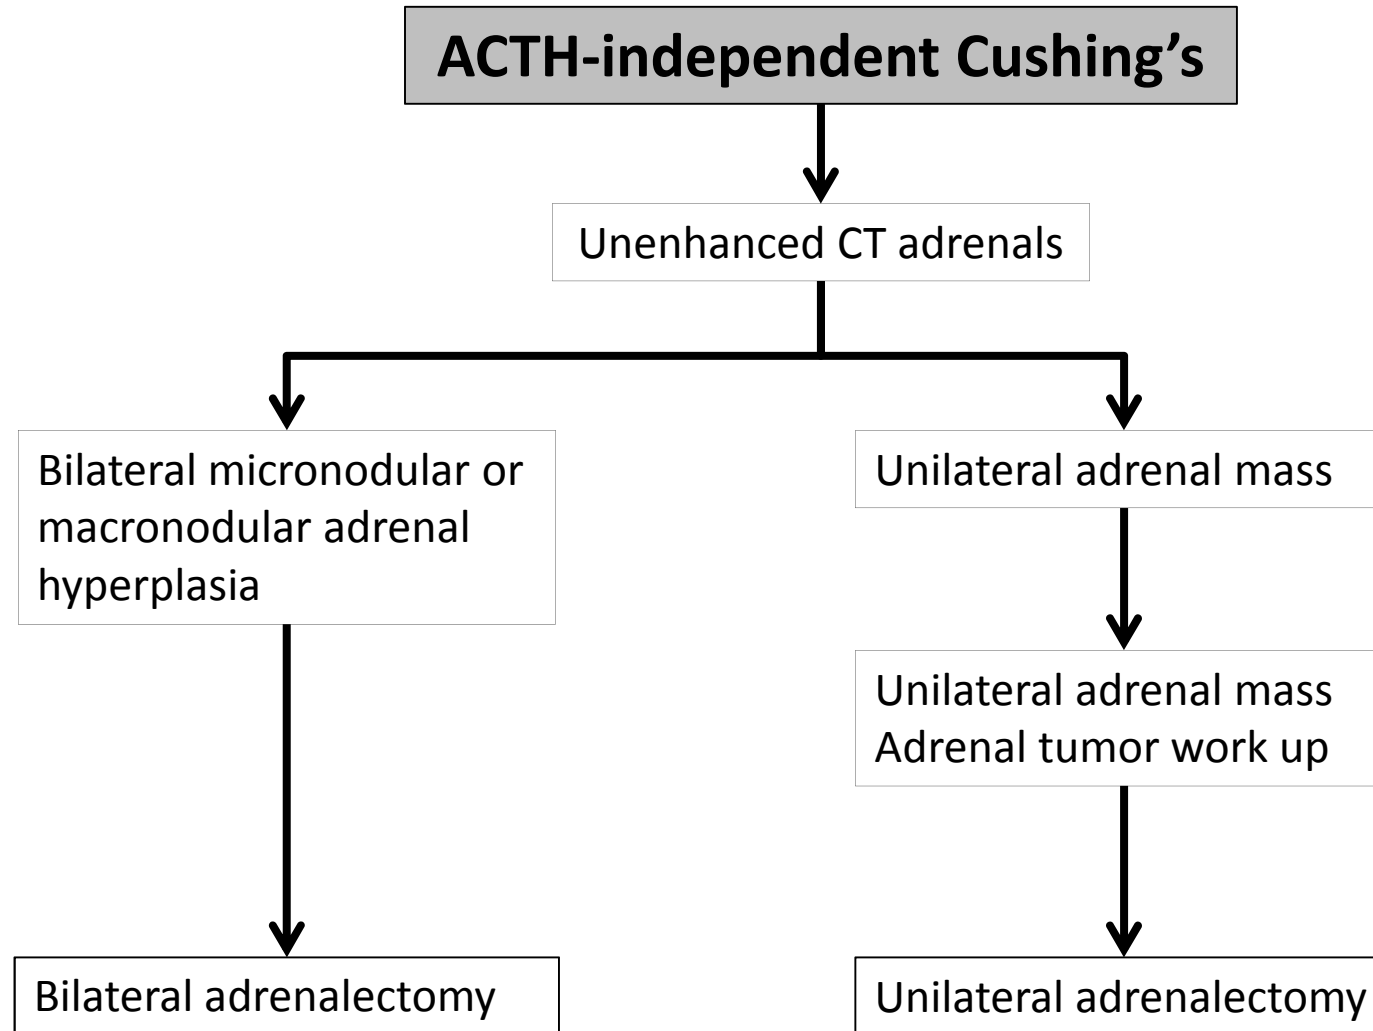 ACTH-independent Cushing’s
Unenhanced CT adrenals
Bilateral micronodular or
macronodular adrenal
hyperplasia
Unilateral adrenal mass
Unilateral adrenal mass
Adrenal tumor work up
Bilateral adrenalectomy
Unilateral adrenalectomy